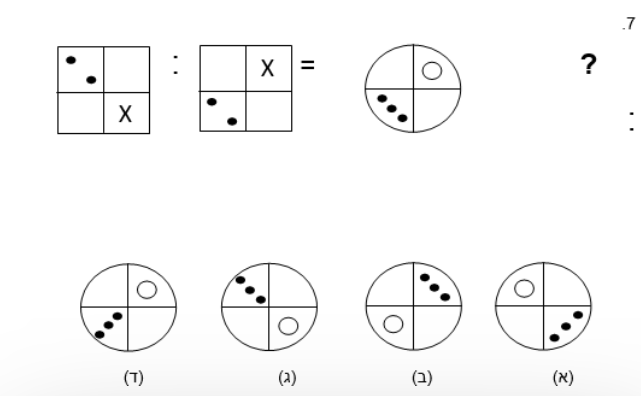 7.
X : X = ?
:
(א) (ב) (ג) (ד)